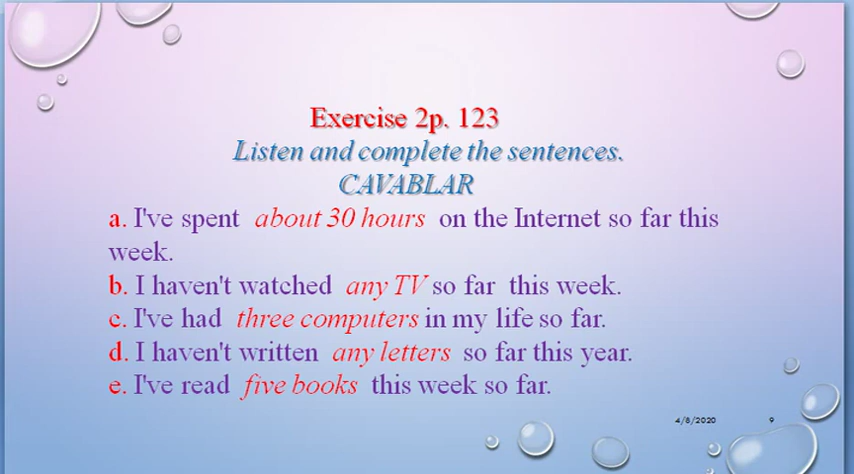 Exercise 2p. 123
Listen and complete the sentences.
CAVABLAR
a. I've spent about 30 hours on the Internet so far this
week.
b. I haven't watched any TV so far this week.
c. I've had three computers in my life so far.
d. I haven't written any letters so far this year.
e. I've read five books this week so far.
4/8/2020 9